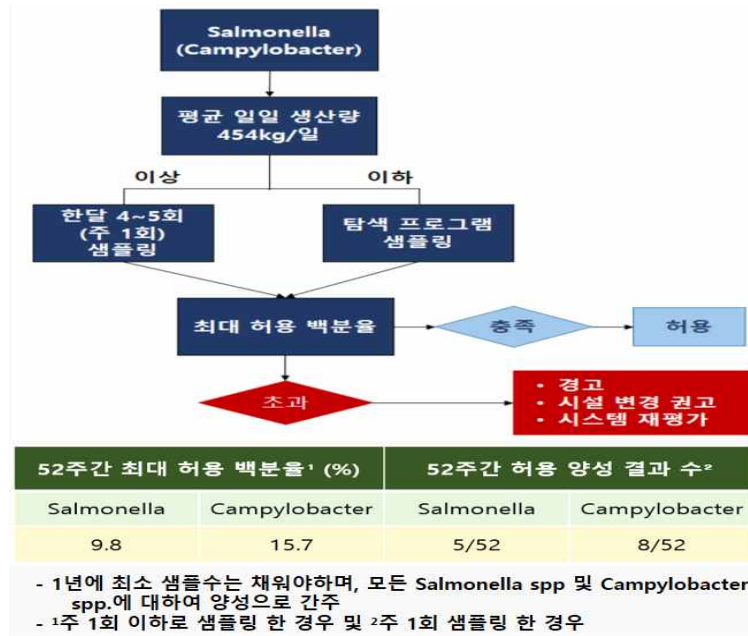 Salmonella
(Campylobacter)
평균 일일 생산량
454kg/일
이상
이하
한달 4~5회
(주 1회)
샘플링
탐색 프로그램
샘플링
최대 허용 백분율
충족
허용
초과
• 경고
• 시설 변경 권고
• 시스템 재평가
52주간 최대 허용 백분율¹ (%)
52주간 허용 양성 결과 수²
Salmonella
Campylobacter
Salmonella
Campylobacter
9.8
15.7
5/52
8/52
- 1년에 최소 샘플수는 채워야하며, 모든 Salmonella spp 및 Campylobacter
spp.에 대하여 양성으로 간주
- ¹주 1회 이하로 샘플링 한 경우 및 ²주 1회 샘플링 한 경우